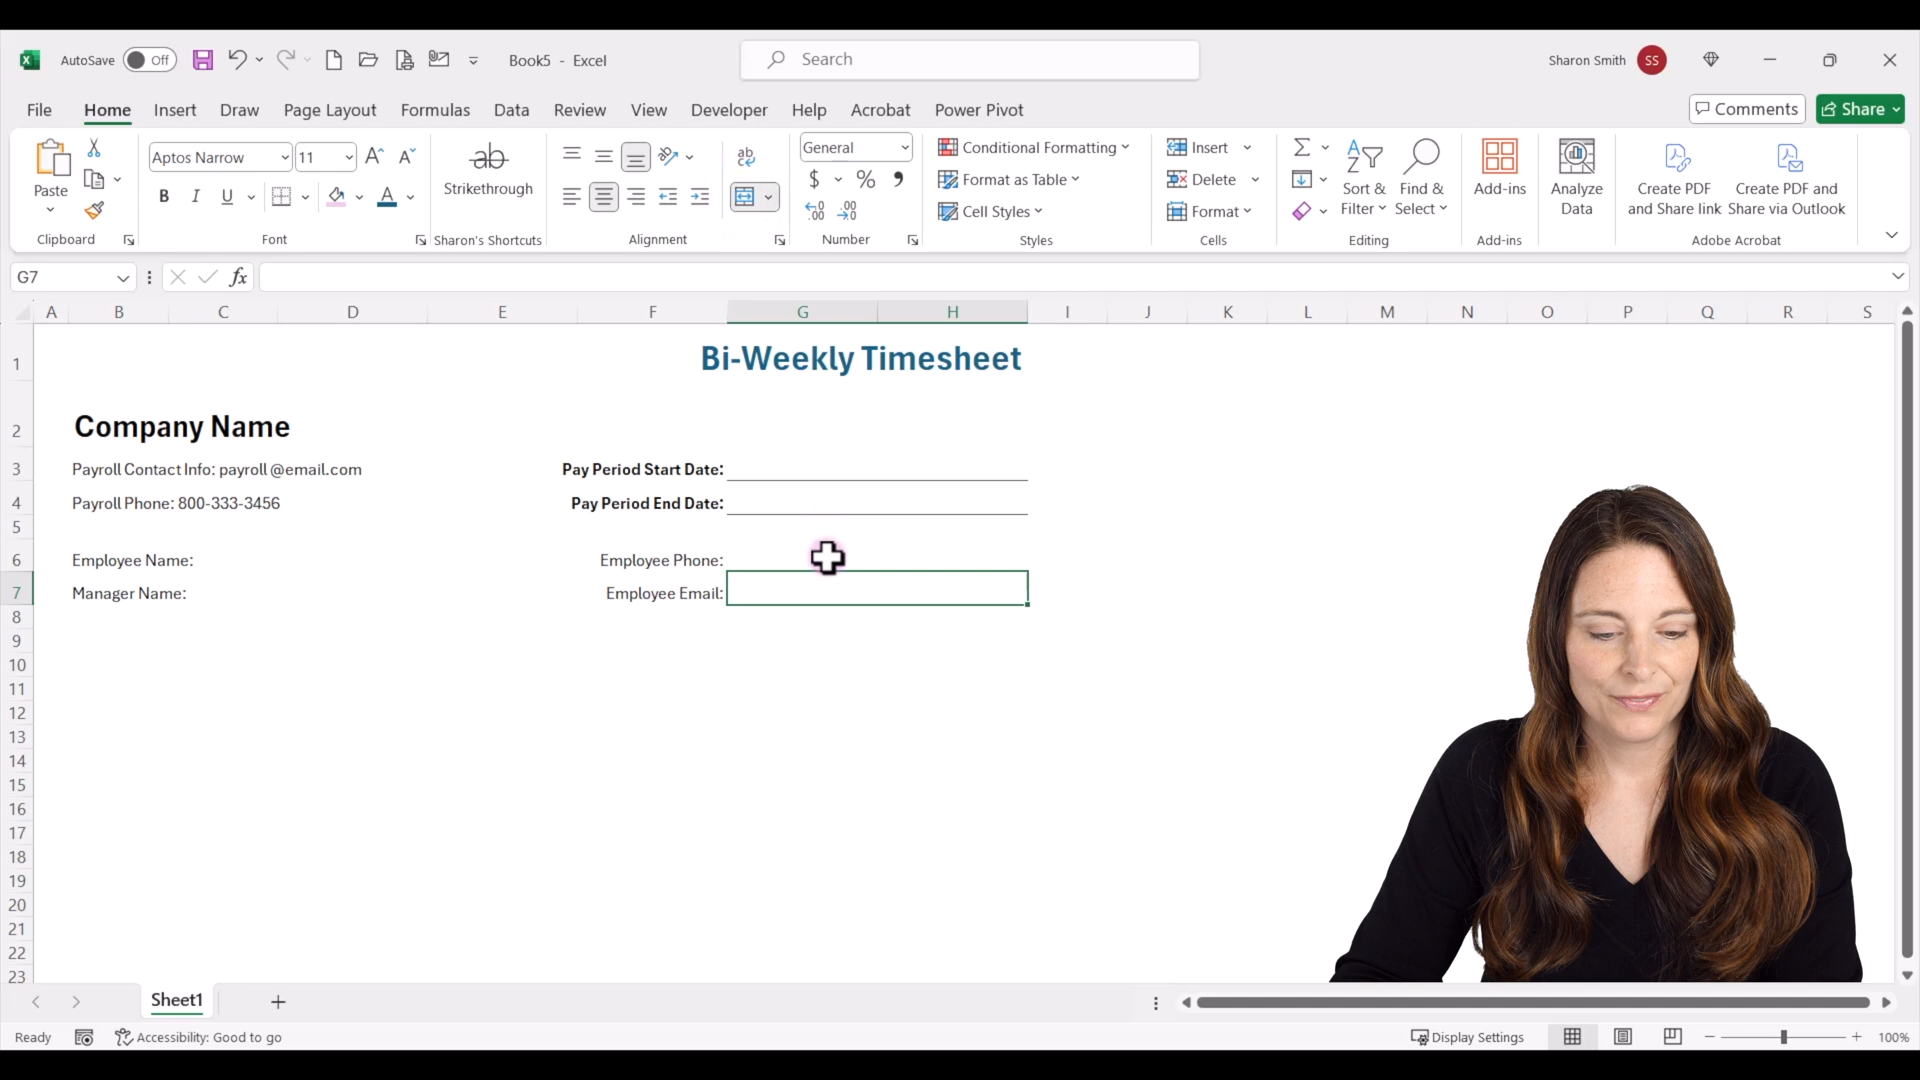 AutoSave Off Book5 - Excel Search Sharon Smith SS
File Home Insert Draw Page Layout Formulas Data Review View Developer Help Acrobat Power Pivot Comments Share
Paste
Clipboard
Aptos Narrow 11
B I U A
Font
ab
Strikethrough
Sharon's Shortcuts
ab
Alignment
General
$ % 9
.00 .00
Number
Conditional Formatting
Format as Table
Cell Styles
Styles
Insert
Delete
Format
Cells
Sort & Filter
Find & Select
Editing
Add-ins
Add-ins
Analyze Data
Create PDF and Share link
Create PDF and Share via Outlook
Adobe Acrobat
G7 fx
A B C D E F G H I J K L M N O P Q R S
1 Bi-Weekly Timesheet
2 Company Name
3 Payroll Contact Info: payroll@email.com Pay Period Start Date:
4 Payroll Phone: 800-333-3456 Pay Period End Date:
5
6 Employee Name: Employee Phone:
7 Manager Name: Employee Email:
8
9
10
11
12
13
14
15
16
17
18
19
20
21
22
23
Sheet1
Ready Accessibility: Good to go Display Settings 100%